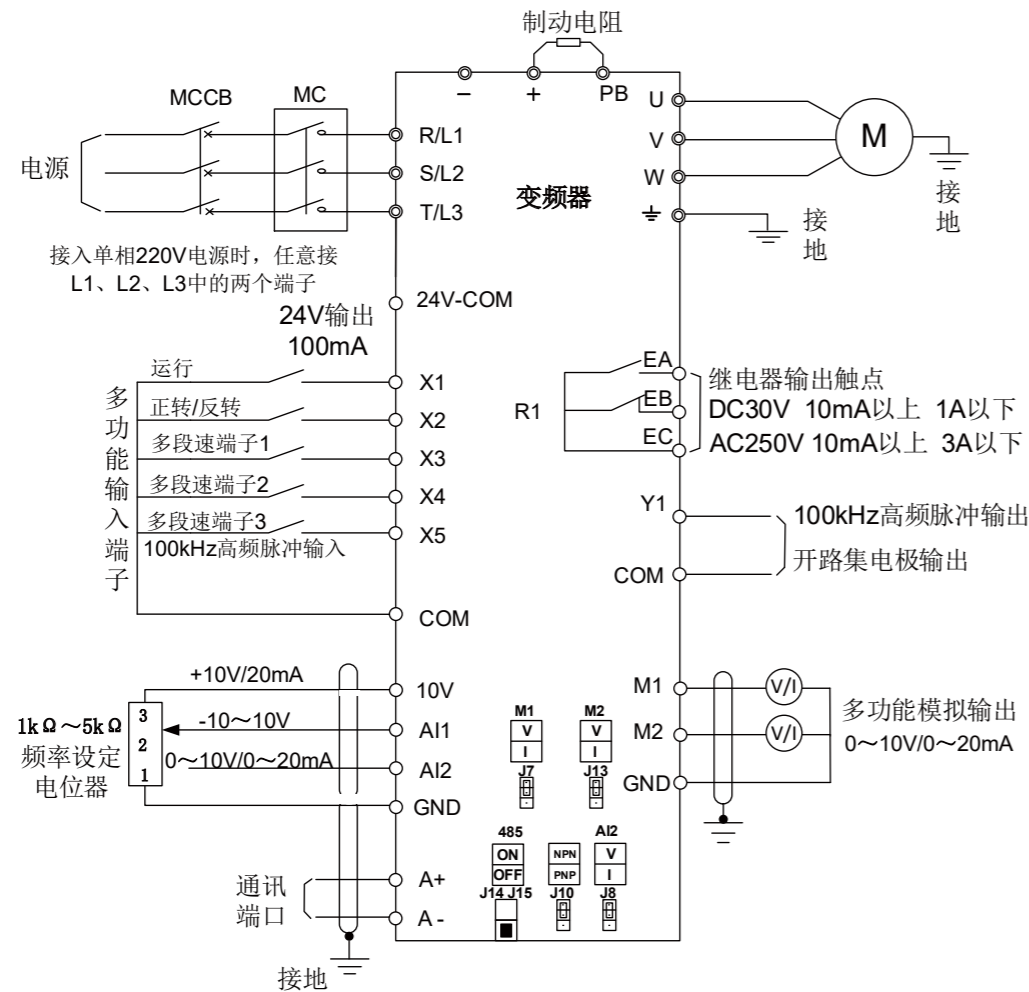 制动电阻
MCCB
MC
−
+
PB
U
V
W
M
R/L1
S/L2
T/L3
电源
变频器
接地
接地
接入单相220V电源时，任意接
L1、L2、L3中的两个端子
24V-COM
24V输出
100mA
多功能输入端子
运行
X1
正转/反转
X2
多段速端子1
X3
多段速端子2
X4
多段速端子3
100kHz高频脉冲输入
X5
COM
R1
EA
EB
EC
继电器输出触点
DC30V 10mA以上 1A以下
AC250V 10mA以上 3A以下
Y1
COM
100kHz高频脉冲输出
开路集电极输出
+10V/20mA
10V
1kΩ～5kΩ
频率设定
电位器
3
2
1
-10～10V
AI1
0～10V/0～20mA
AI2
GND
M1
M2
GND
V/I
V/I
多功能模拟输出
0～10V/0～20mA
M1
V
I
J7
M2
V
I
J13
485
ON
OFF
J14 J15
NPN
PNP
J10
AI2
V
I
J8
通讯
端口
A+
A-
接地